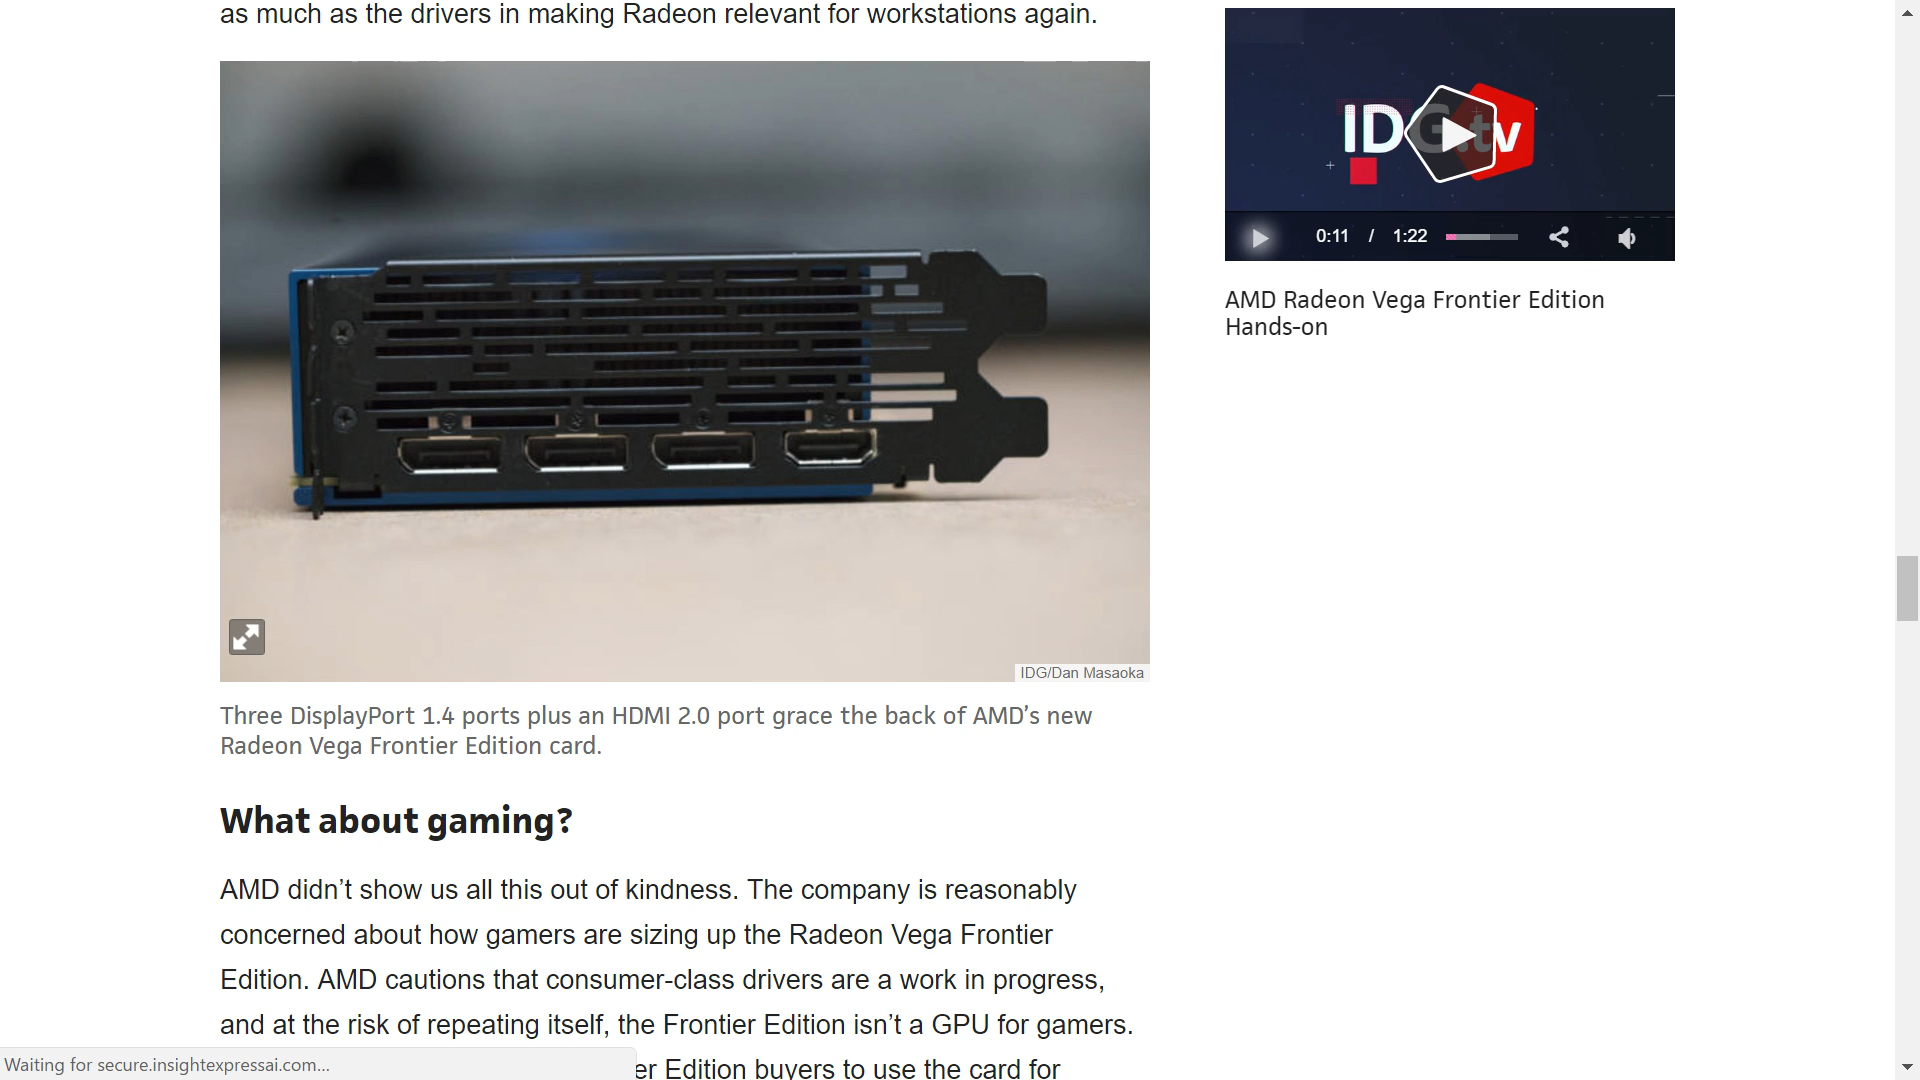 as much as the drivers in making Radeon relevant for workstations again.
IDG.tv
0:11 / 1:22
AMD Radeon Vega Frontier Edition
Hands-on
IDG/Dan Masaoka
Three DisplayPort 1.4 ports plus an HDMI 2.0 port grace the back of AMD’s new
Radeon Vega Frontier Edition card.
What about gaming?
AMD didn’t show us all this out of kindness. The company is reasonably
concerned about how gamers are sizing up the Radeon Vega Frontier
Edition. AMD cautions that consumer-class drivers are a work in progress,
and at the risk of repeating itself, the Frontier Edition isn’t a GPU for gamers.
er Edition buyers to use the card for
Waiting for secure.insightexpressai.com...